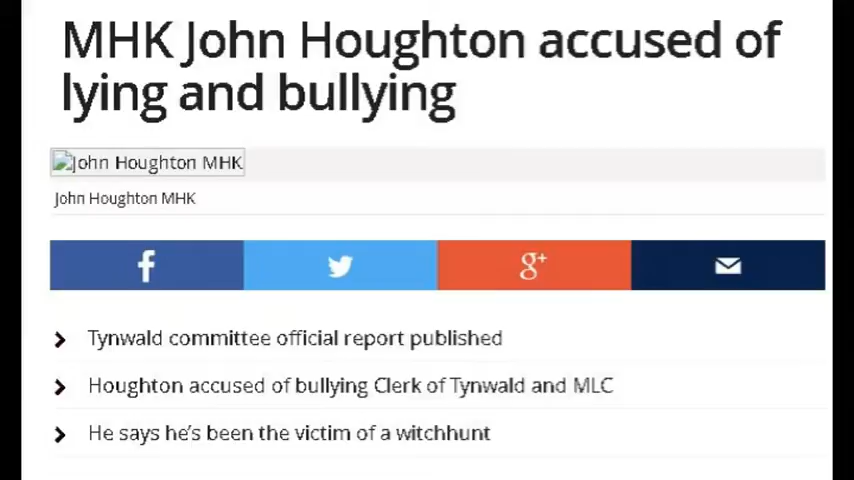 MHK John Houghton accused of
lying and bullying
John Houghton MHK
John Houghton MHK
f
g+
Tynwald committee official report published
Houghton accused of bullying Clerk of Tynwald and MLC
He says he's been the victim of a witchhunt